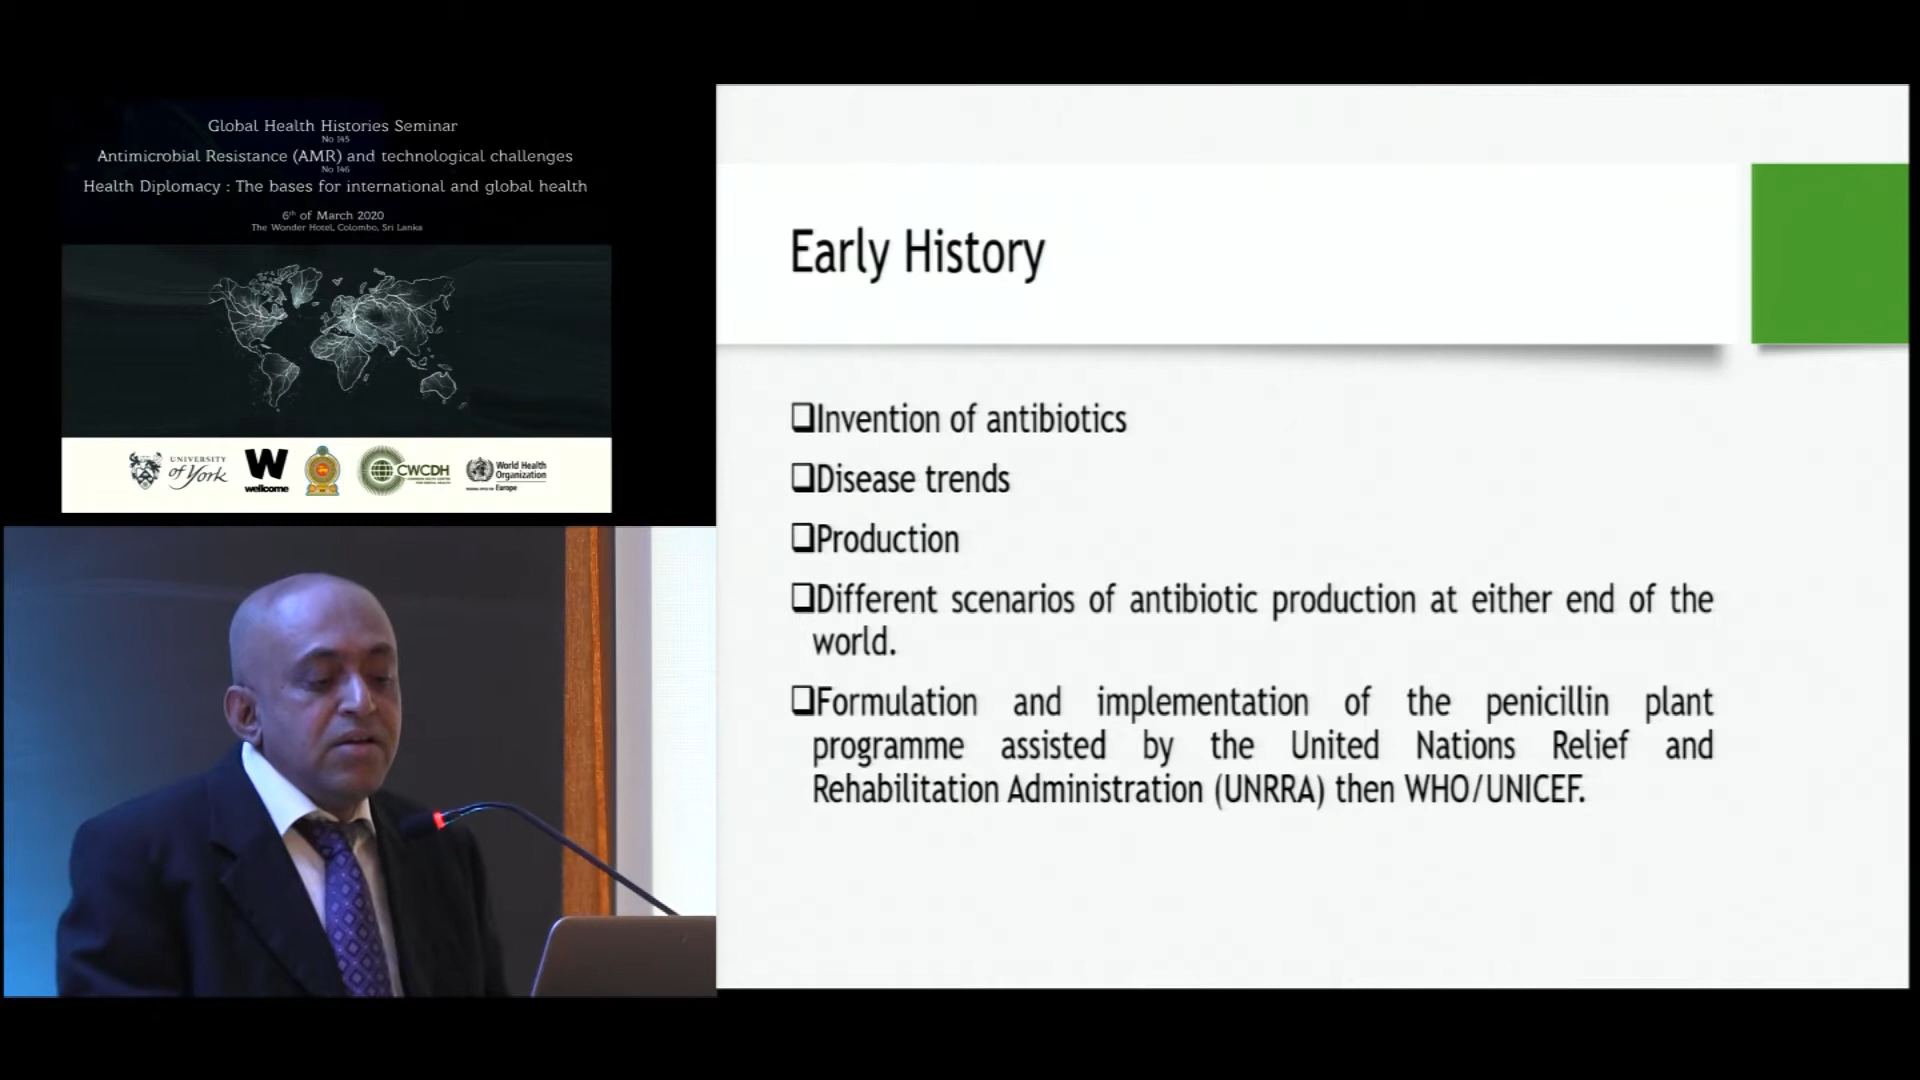 Global Health Histories Seminar
No 145
Antimicrobial Resistance (AMR) and technological challenges
No 146
Health Diplomacy : The bases for international and global health
6th of March 2020
The Wonder Hotel, Colombo, Sri Lanka
UNIVERSITY
of York
W
wellcome
CWCDH
World Health
Organization
Europe
Early History
❑Invention of antibiotics
❑Disease trends
❑Production
❑Different scenarios of antibiotic production at either end of the
world.
❑Formulation and implementation of the penicillin plant
programme assisted by the United Nations Relief and
Rehabilitation Administration (UNRRA) then WHO/UNICEF.